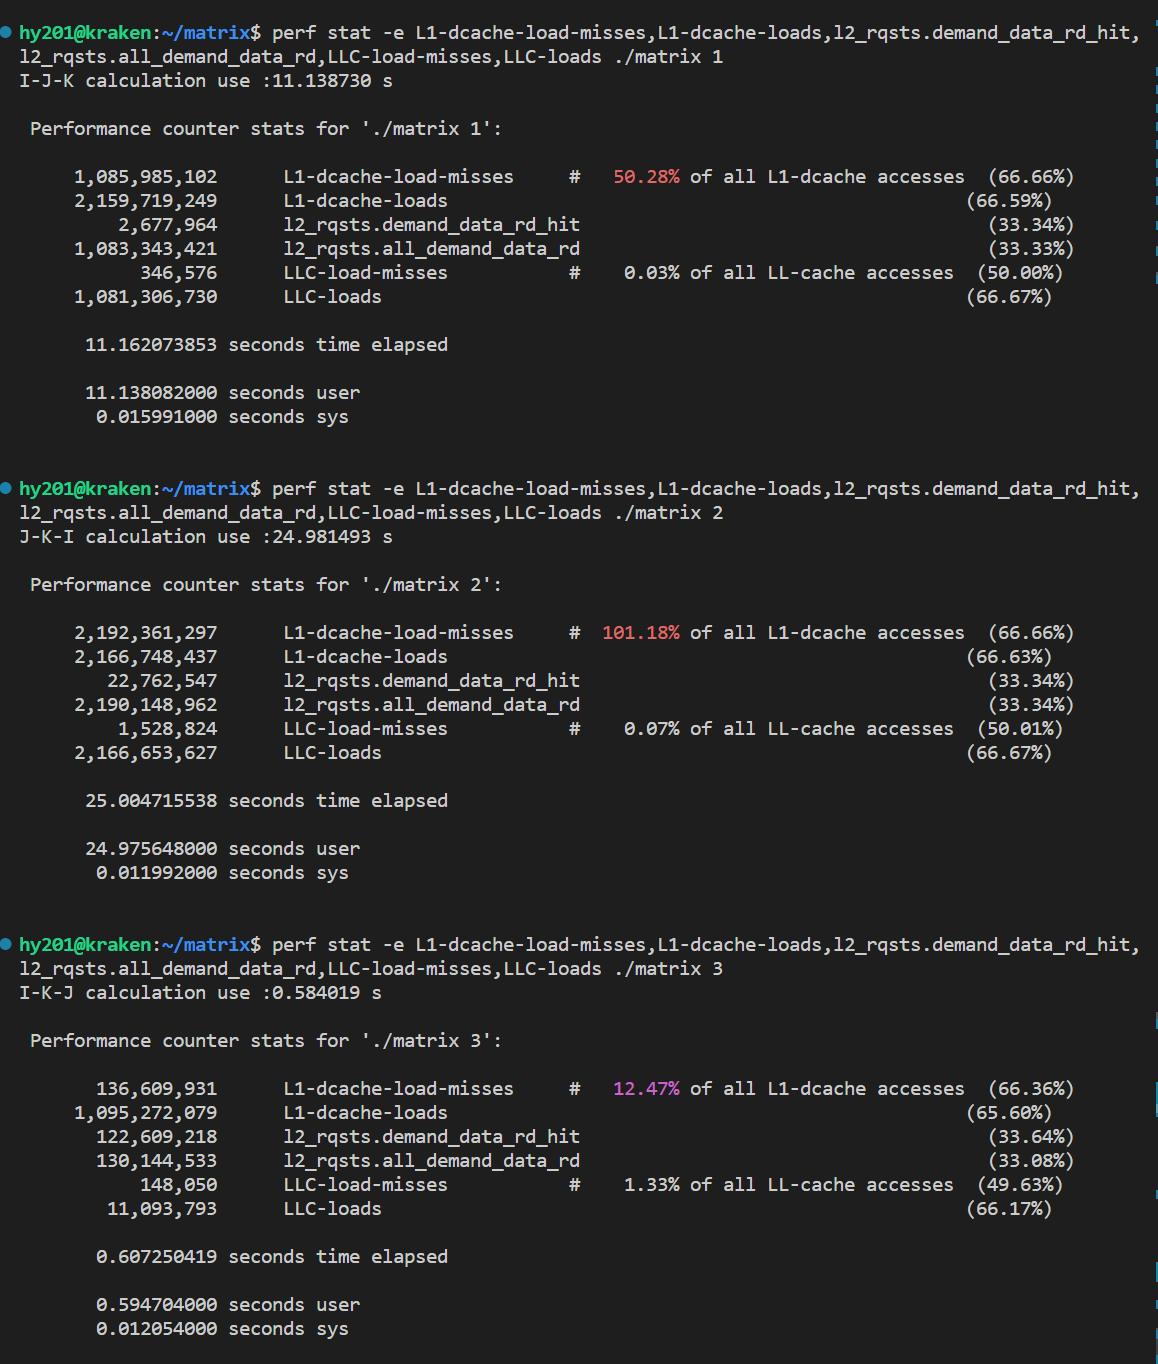 hy201@kraken:~/matrix$ perf stat -e L1-dcache-load-misses,L1-dcache-loads,l2_rqsts.demand_data_rd_hit,
l2_rqsts.all_demand_data_rd,LLC-load-misses,LLC-loads ./matrix 1
I-J-K calculation use :11.138730 s
Performance counter stats for './matrix 1':
1,085,985,102 L1-dcache-load-misses # 50.28% of all L1-dcache accesses (66.66%)
2,159,719,249 L1-dcache-loads (66.59%)
2,677,964 l2_rqsts.demand_data_rd_hit (33.34%)
1,083,343,421 l2_rqsts.all_demand_data_rd (33.33%)
346,576 LLC-load-misses # 0.03% of all LL-cache accesses (50.00%)
1,081,306,730 LLC-loads (66.67%)
11.162073853 seconds time elapsed
11.138082000 seconds user
0.015991000 seconds sys
hy201@kraken:~/matrix$ perf stat -e L1-dcache-load-misses,L1-dcache-loads,l2_rqsts.demand_data_rd_hit,
l2_rqsts.all_demand_data_rd,LLC-load-misses,LLC-loads ./matrix 2
J-K-I calculation use :24.981493 s
Performance counter stats for './matrix 2':
2,192,361,297 L1-dcache-load-misses # 101.18% of all L1-dcache accesses (66.66%)
2,166,748,437 L1-dcache-loads (66.63%)
22,762,547 l2_rqsts.demand_data_rd_hit (33.34%)
2,190,148,962 l2_rqsts.all_demand_data_rd (33.34%)
1,528,824 LLC-load-misses # 0.07% of all LL-cache accesses (50.01%)
2,166,653,627 LLC-loads (66.67%)
25.004715538 seconds time elapsed
24.975648000 seconds user
0.011992000 seconds sys
hy201@kraken:~/matrix$ perf stat -e L1-dcache-load-misses,L1-dcache-loads,l2_rqsts.demand_data_rd_hit,
l2_rqsts.all_demand_data_rd,LLC-load-misses,LLC-loads ./matrix 3
I-K-J calculation use :0.584019 s
Performance counter stats for './matrix 3':
136,609,931 L1-dcache-load-misses # 12.47% of all L1-dcache accesses (66.36%)
1,095,272,079 L1-dcache-loads (65.60%)
122,609,218 l2_rqsts.demand_data_rd_hit (33.64%)
130,144,533 l2_rqsts.all_demand_data_rd (33.08%)
148,050 LLC-load-misses # 1.33% of all LL-cache accesses (49.63%)
11,093,793 LLC-loads (66.17%)
0.607250419 seconds time elapsed
0.594704000 seconds user
0.012054000 seconds sys